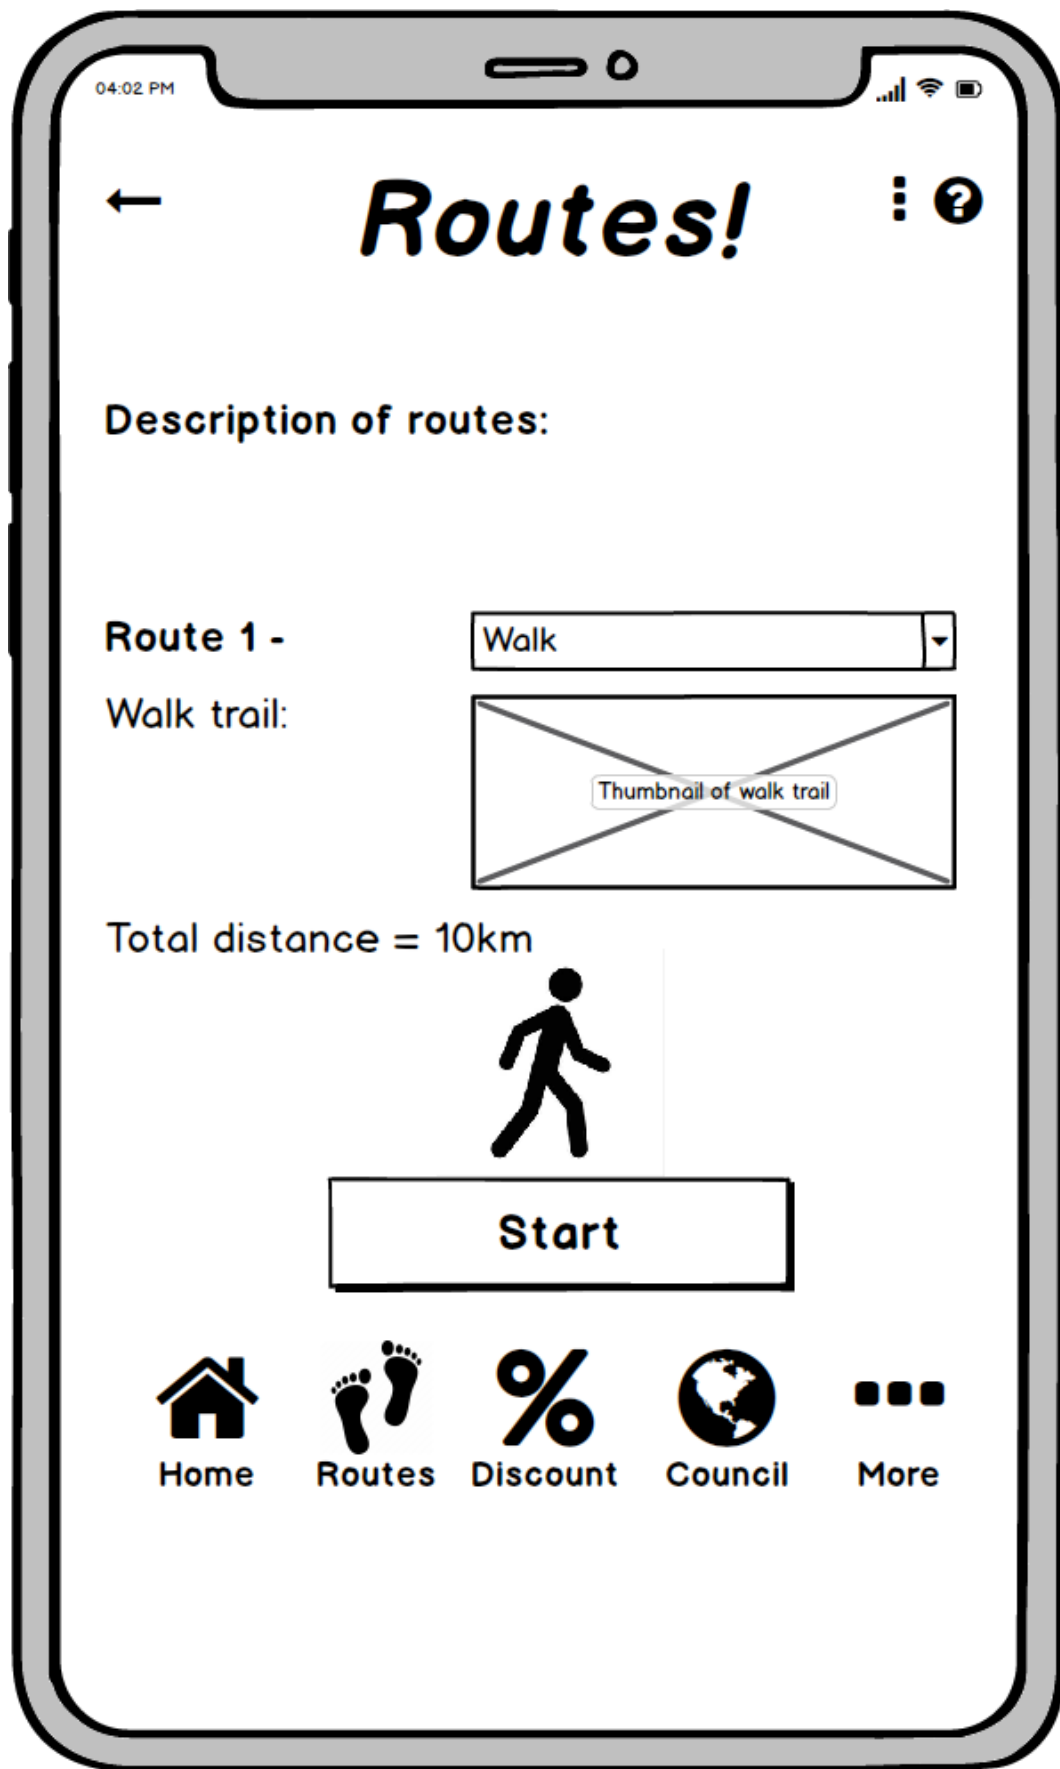 04:02 PM
Routes!
Description of routes:
Route 1 -
Walk
Walk trail:
Thumbnail of walk trail
Total distance = 10km
Start
Home
Routes
Discount
Council
More